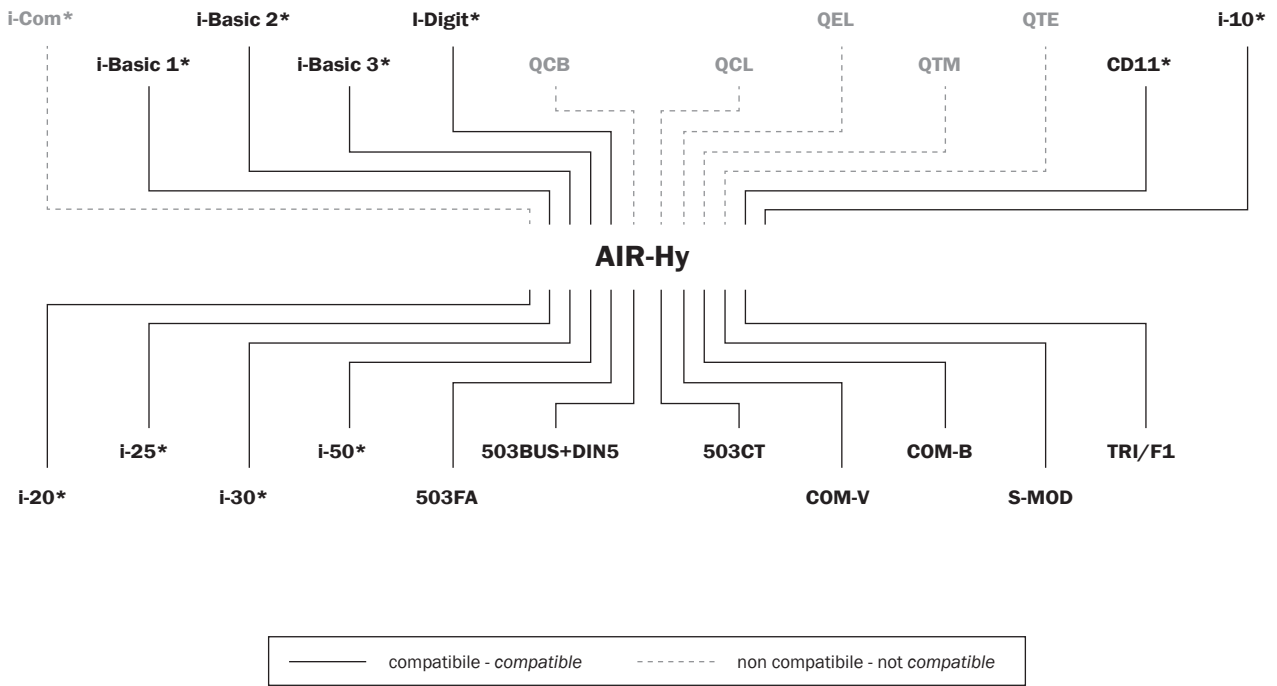 i-Com* i-Basic 2* I-Digit* QEL QTE i-10*
i-Basic 1* i-Basic 3* QCB QCL QTM CD11*
AIR-Hy
i-25* i-50* 503BUS+DIN5 503CT COM-B TRI/F1
i-20* i-30* 503FA COM-V S-MOD
compatibile - compatible non compatibile - not compatible